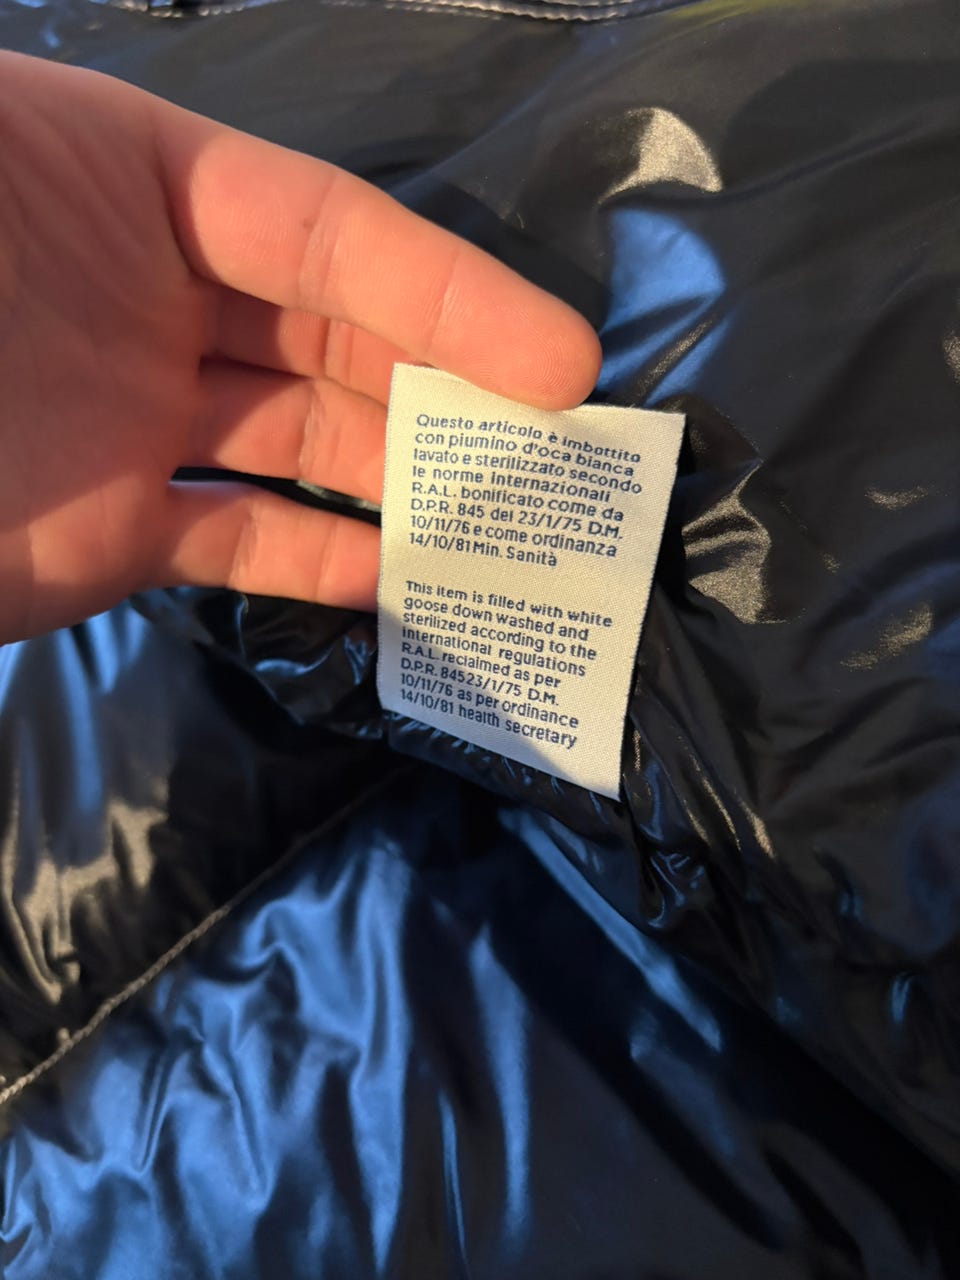 Questo articolo è imbottito
con piumino d'oca bianca
lavato e sterilizzato secondo
le norme internazionali
R.A.L. bonificato come da
D.P.R. 845 del 23/1/75 D.M.
10/11/76 e come ordinanza
14/10/81 Min. Sanità
This item is filled with white
goose down washed and
sterilized according to the
international regulations
R.A.L. reclaimed as per
D.P.R. 84523/1/75 D.M.
10/11/76 as per ordinance
14/10/81 health secretary